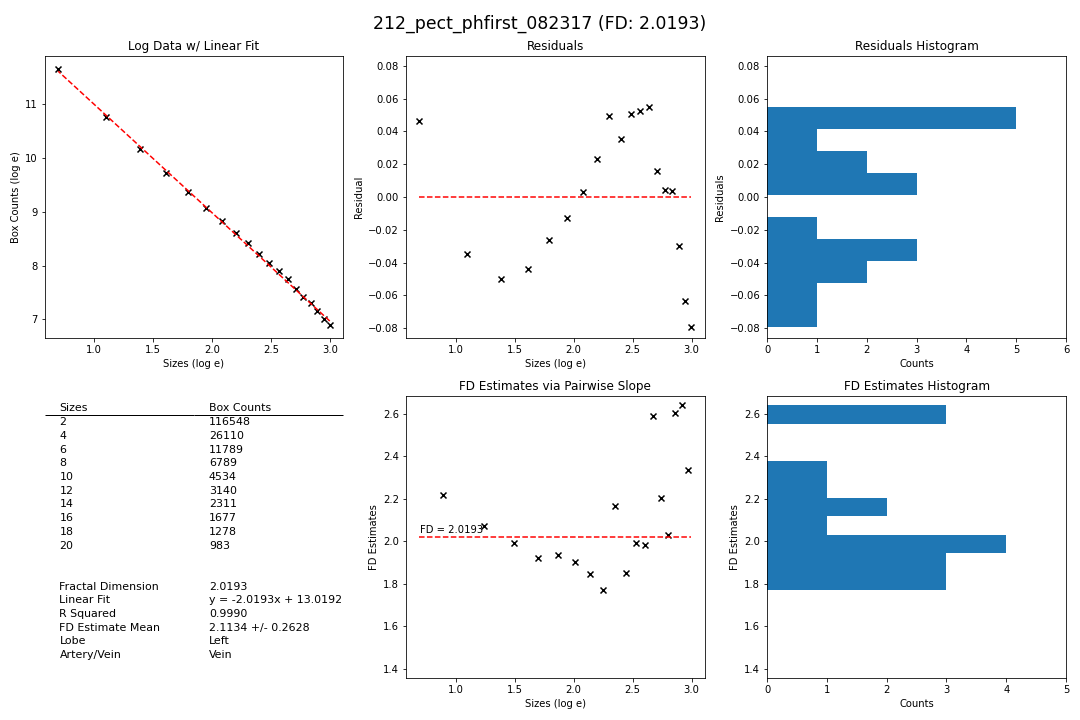 212_pect_phfirst_082317 (FD: 2.0193)
Log Data w/ Linear Fit
11
10
9
8
7
Box Counts (log e)
1.0 1.5 2.0 2.5 3.0
Sizes (log e)
Residuals
0.08
0.06
0.04
0.02
0.00
−0.02
−0.04
−0.06
−0.08
Residual
1.0 1.5 2.0 2.5 3.0
Sizes (log e)
Residuals Histogram
0.08
0.06
0.04
0.02
0.00
−0.02
−0.04
−0.06
−0.08
Residuals
0 1 2 3 4 5 6
Counts
Sizes Box Counts
2 116548
4 26110
6 11789
8 6789
10 4534
12 3140
14 2311
16 1677
18 1278
20 983
Fractal Dimension 2.0193
Linear Fit y = -2.0193x + 13.0192
R Squared 0.9990
FD Estimate Mean 2.1134 +/- 0.2628
Lobe Left
Artery/Vein Vein
FD Estimates via Pairwise Slope
2.6
2.4
2.2
2.0
1.8
1.6
1.4
FD Estimates
FD = 2.0193
1.0 1.5 2.0 2.5 3.0
Sizes (log e)
FD Estimates Histogram
2.6
2.4
2.2
2.0
1.8
1.6
1.4
FD Estimates
0 1 2 3 4 5
Counts